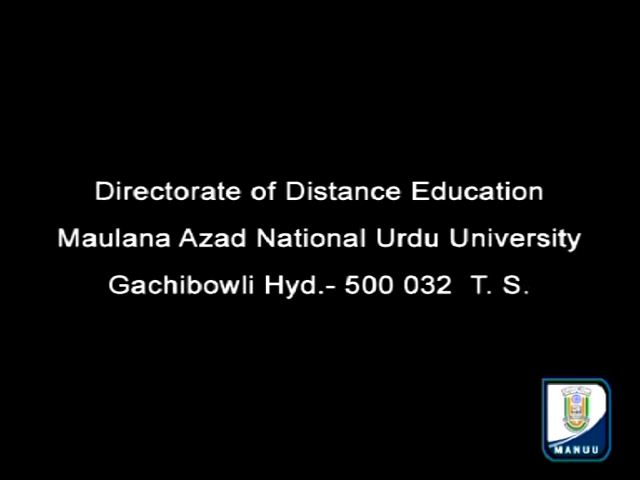 Directorate of Distance Education
Maulana Azad National Urdu University
Gachibowli Hyd.- 500 032 T. S.
MANUU